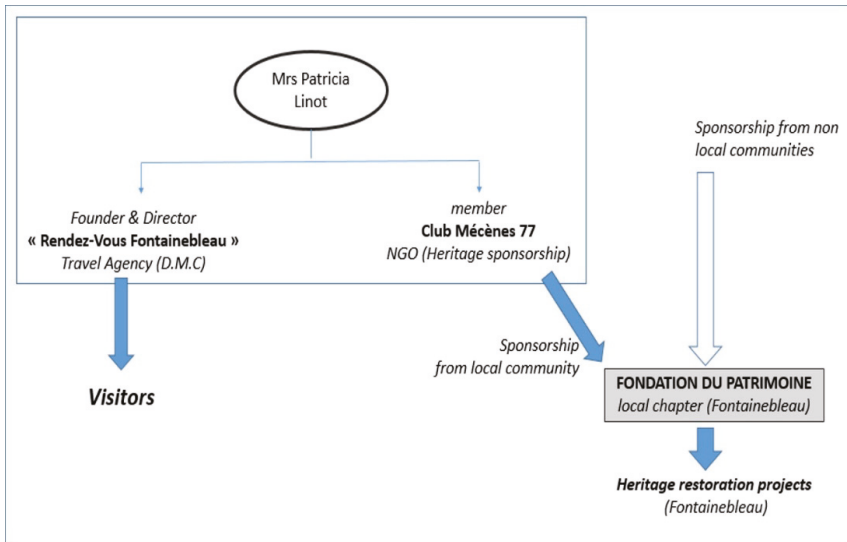 Mrs Patricia
Linot
Sponsorship from non
local communities
Founder & Director
« Rendez-Vous Fontainebleau »
Travel Agency (D.M.C)
member
Club Mécènes 77
NGO (Heritage sponsorship)
Sponsorship
from local community
Visitors
FONDATION DU PATRIMOINE
local chapter (Fontainebleau)
Heritage restoration projects
(Fontainebleau)